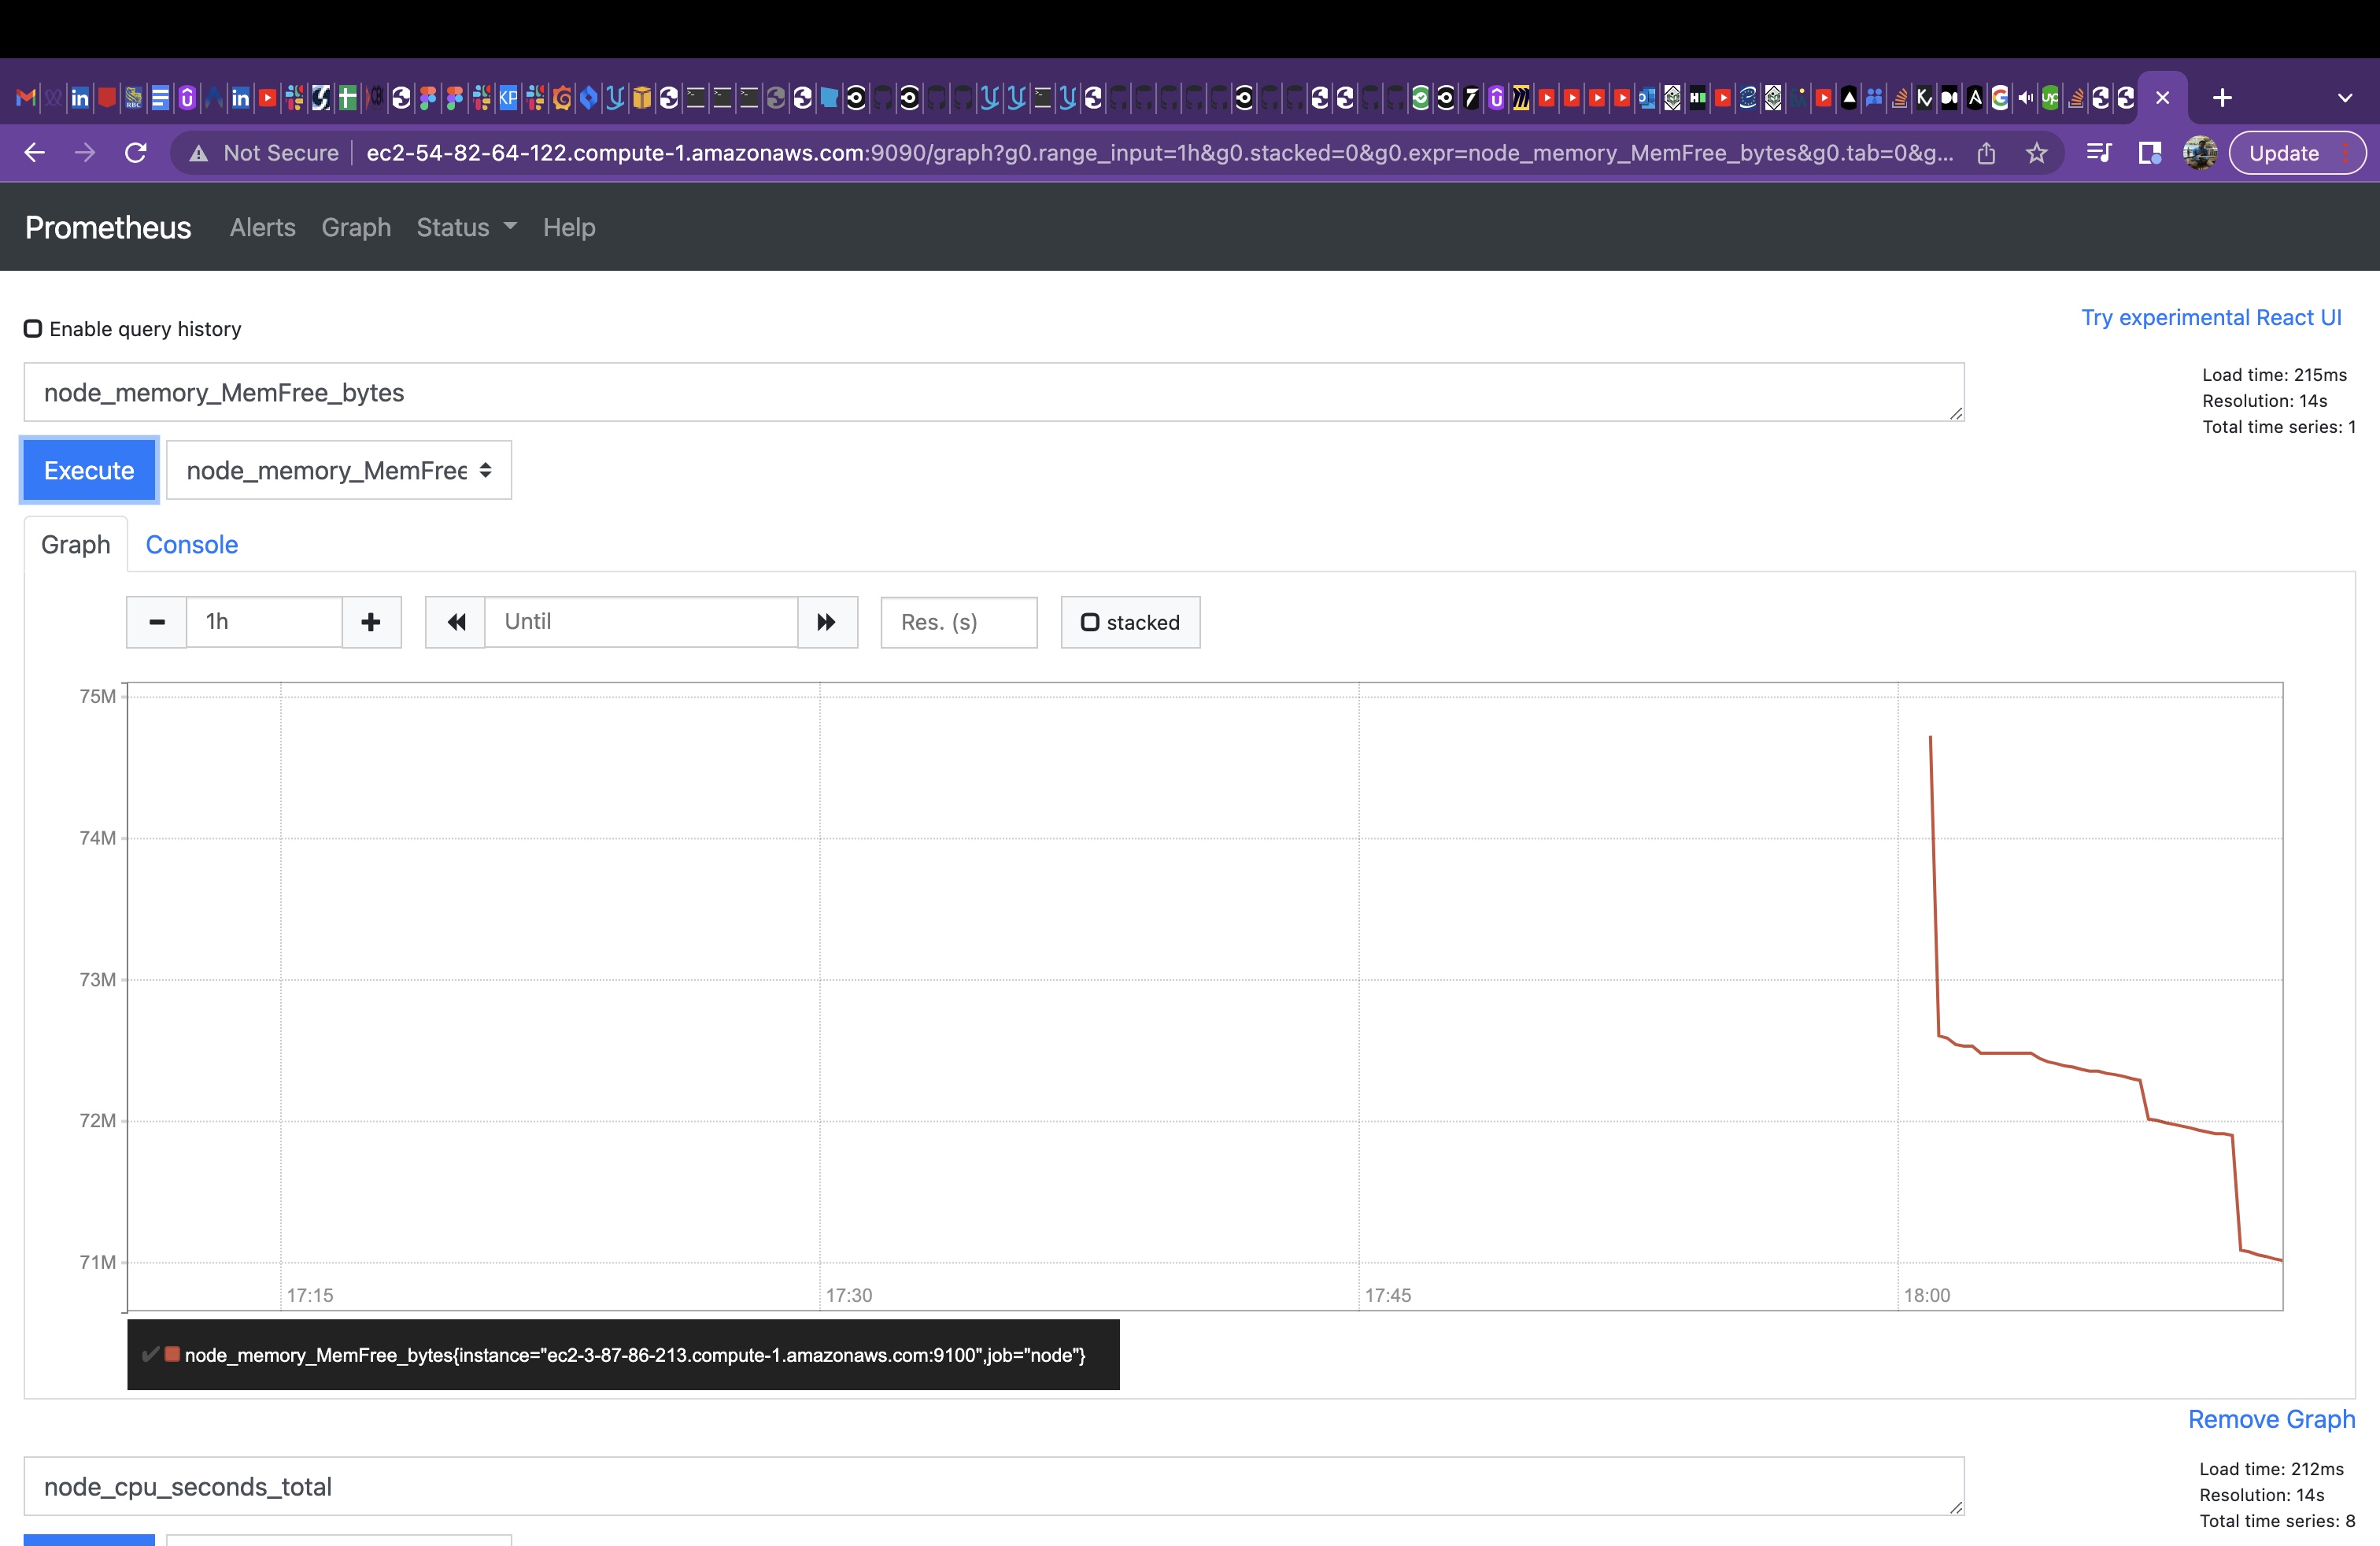 Not Secure ec2-54-82-64-122.compute-1.amazonaws.com:9090/graph?g0.range_input=1h&g0.stacked=0&g0.expr=node_memory_MemFree_bytes&g0.tab=0&g... Update
Prometheus Alerts Graph Status Help
Enable query history
Try experimental React UI
node_memory_MemFree_bytes
Load time: 215ms
Resolution: 14s
Total time series: 1
Execute node_memory_MemFree
Graph Console
1h Until Res. (s) stacked
75M
74M
73M
72M
71M
17:15 17:30 17:45 18:00
node_memory_MemFree_bytes{instance="ec2-3-87-86-213.compute-1.amazonaws.com:9100",job="node"}
Remove Graph
node_cpu_seconds_total
Load time: 212ms
Resolution: 14s
Total time series: 8